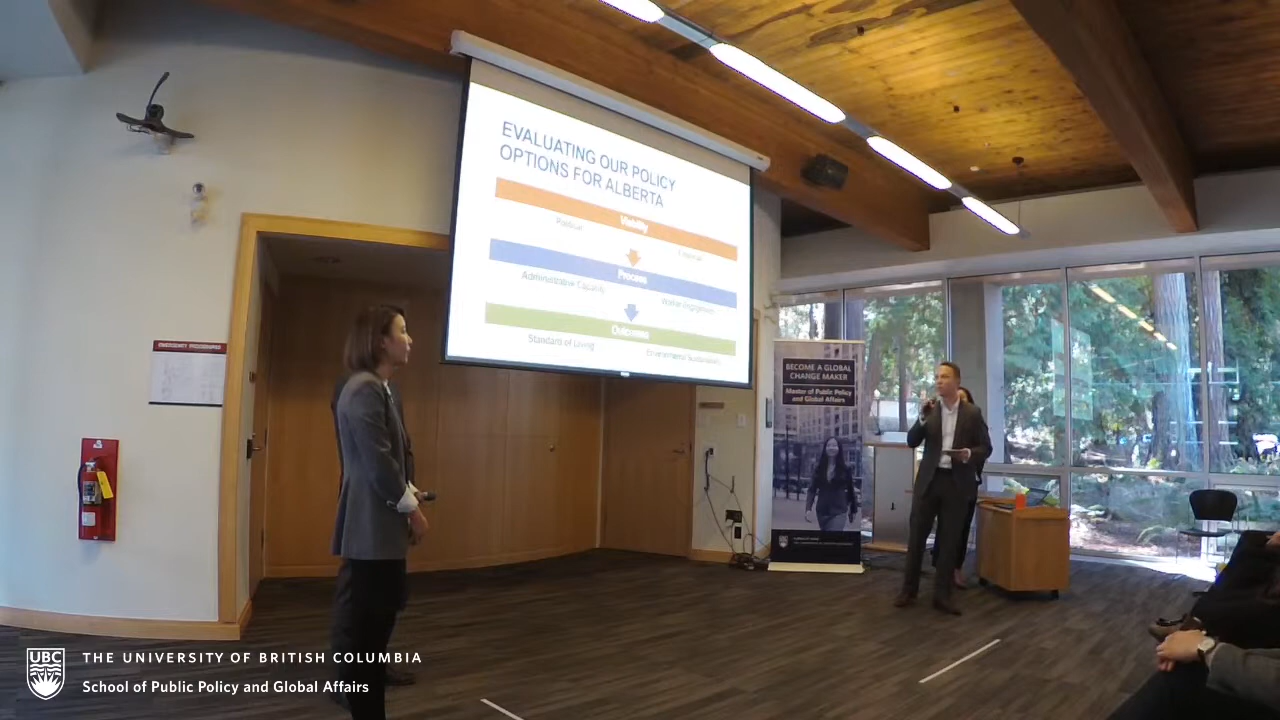 EVALUATING OUR POLICY
OPTIONS FOR ALBERTA
Viability
Political
Process
Administrative Capacity
Worker Engagement
Outcomes
Standard of Living
Environmental Sustainability
EMERGENCY PROCEDURES
BECOME A GLOBAL
CHANGE MAKER
Master of Public Policy
and Global Affairs
UBC
THE UNIVERSITY OF BRITISH COLUMBIA
School of Public Policy and Global Affairs